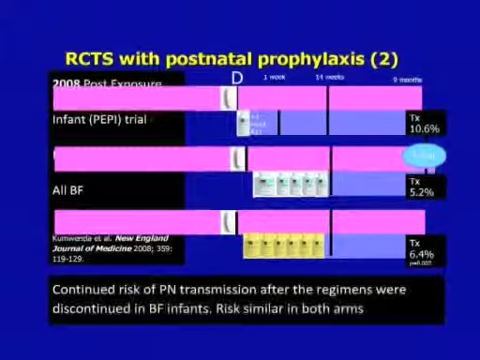 RCTS with postnatal prophylaxis (2)
D
1 week
14 weeks
9 months
2008 Post Exposure
Infant (PEPI) trial
Tx
10.6%
All BF
Tx
5.2%
Kumwenda et al. New England
Journal of Medicine 2008; 359:
119-129.
Tx
6.4%
Continued risk of PN transmission after the regimens were
discontinued in BF infants. Risk similar in both arms